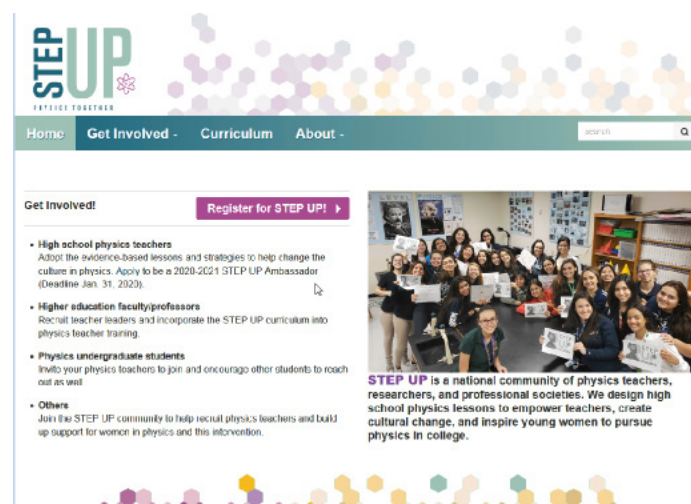 STEP
UP
PHYSICS TOGETHER
Home Get Involved - Curriculum About -
search
Get Involved!
Register for STEP UP!
• High school physics teachers
Adopt the evidence-based lessons and strategies to help change the
culture in physics. Apply to be a 2020-2021 STEP UP Ambassador
(Deadline Jan. 31, 2020).
• Higher education faculty/professors
Recruit teacher leaders and incorporate the STEP UP curriculum into
physics teacher training.
• Physics undergraduate students
Invite your physics teachers to join and encourage other students to reach
out as well
• Others
Join the STEP UP community to help recruit physics teachers and build
up support for women in physics and this intervention.
STEP UP is a national community of physics teachers,
researchers, and professional societies. We design high
school physics lessons to empower teachers, create
cultural change, and inspire young women to pursue
physics in college.